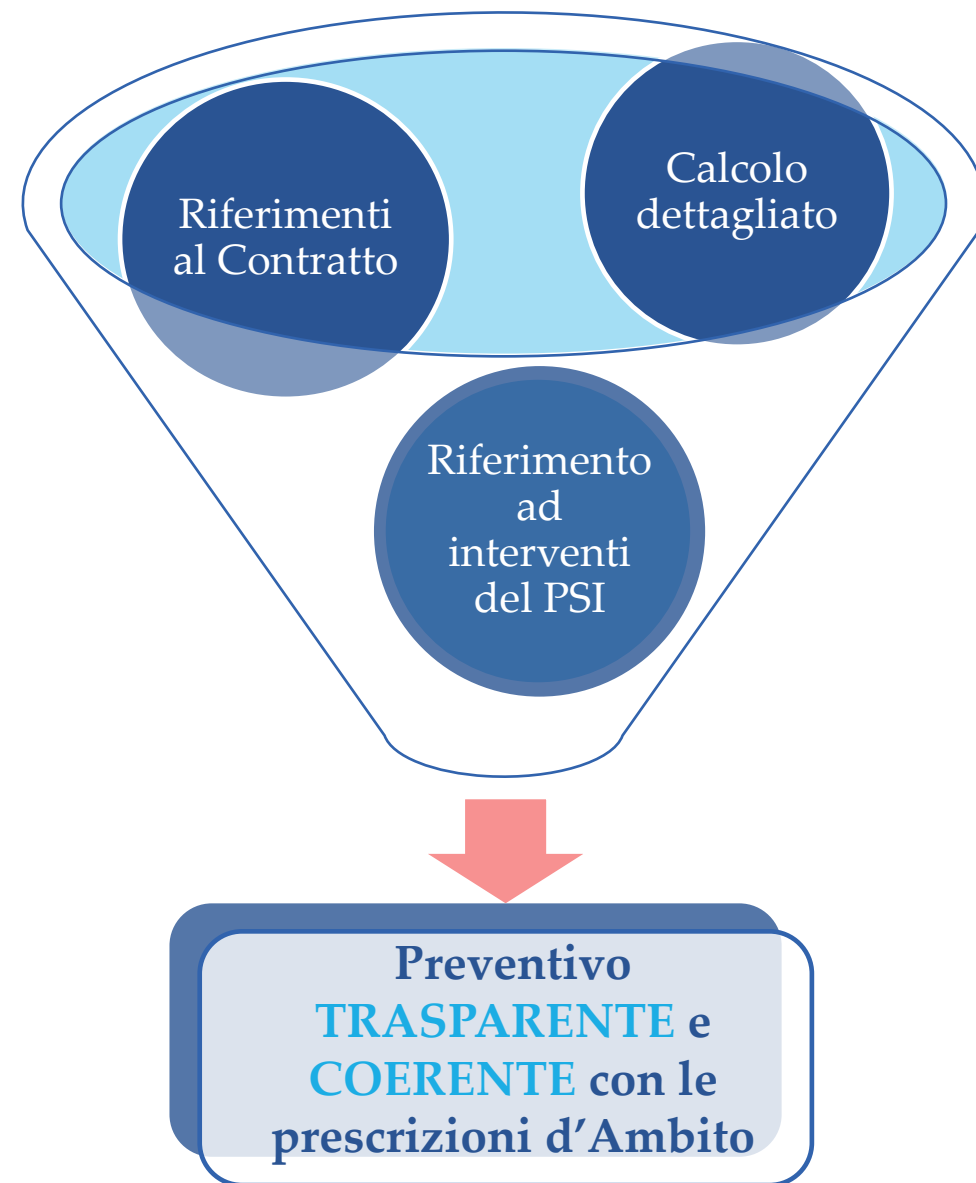 Riferimenti
al Contratto
Calcolo
dettagliato
Riferimento
ad
interventi
del PSI
Preventivo
TRASPARENTE e
COERENTE con le
prescrizioni d’Ambito